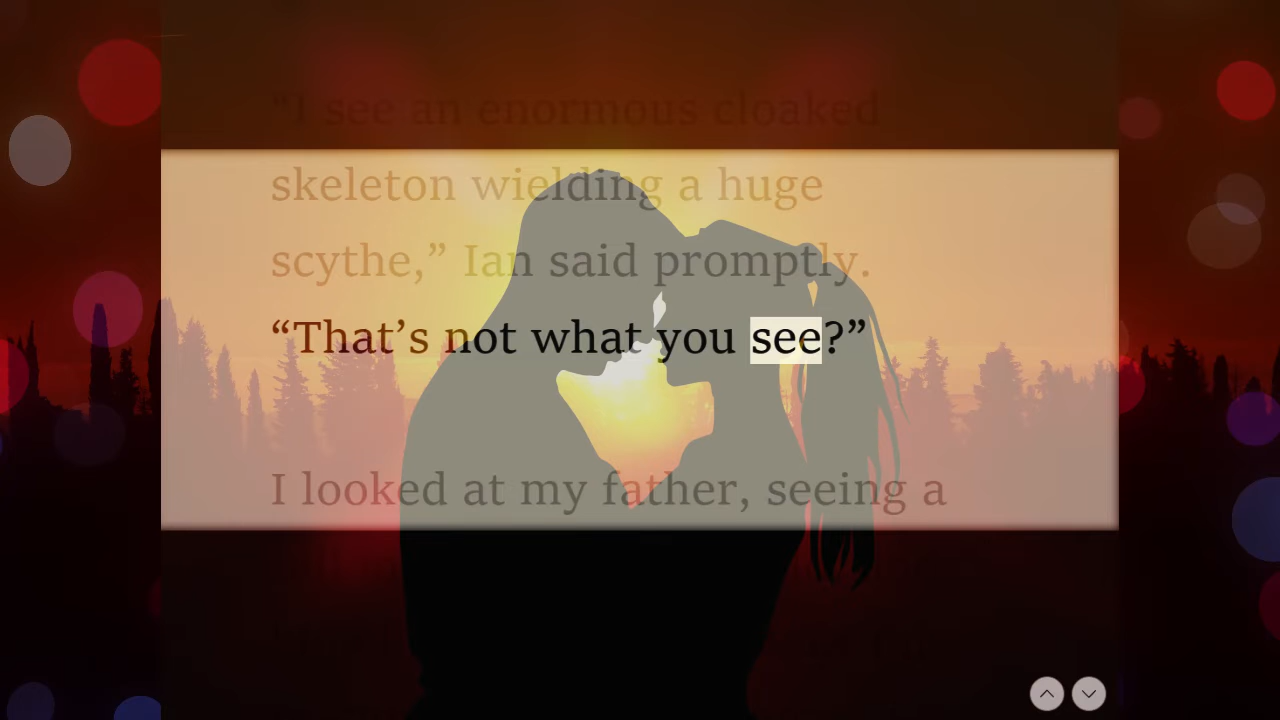 “I see an enormous cloaked
skeleton wielding a huge
scythe,” Ian said promptly.
“That’s not what you see?”
I looked at my father, seeing a